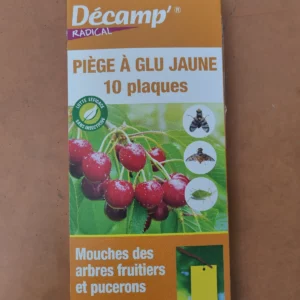 Décamp'®
RADICAL
PIÈGE À GLU JAUNE
10 plaques
Mouches des
arbres fruitiers
et pucerons